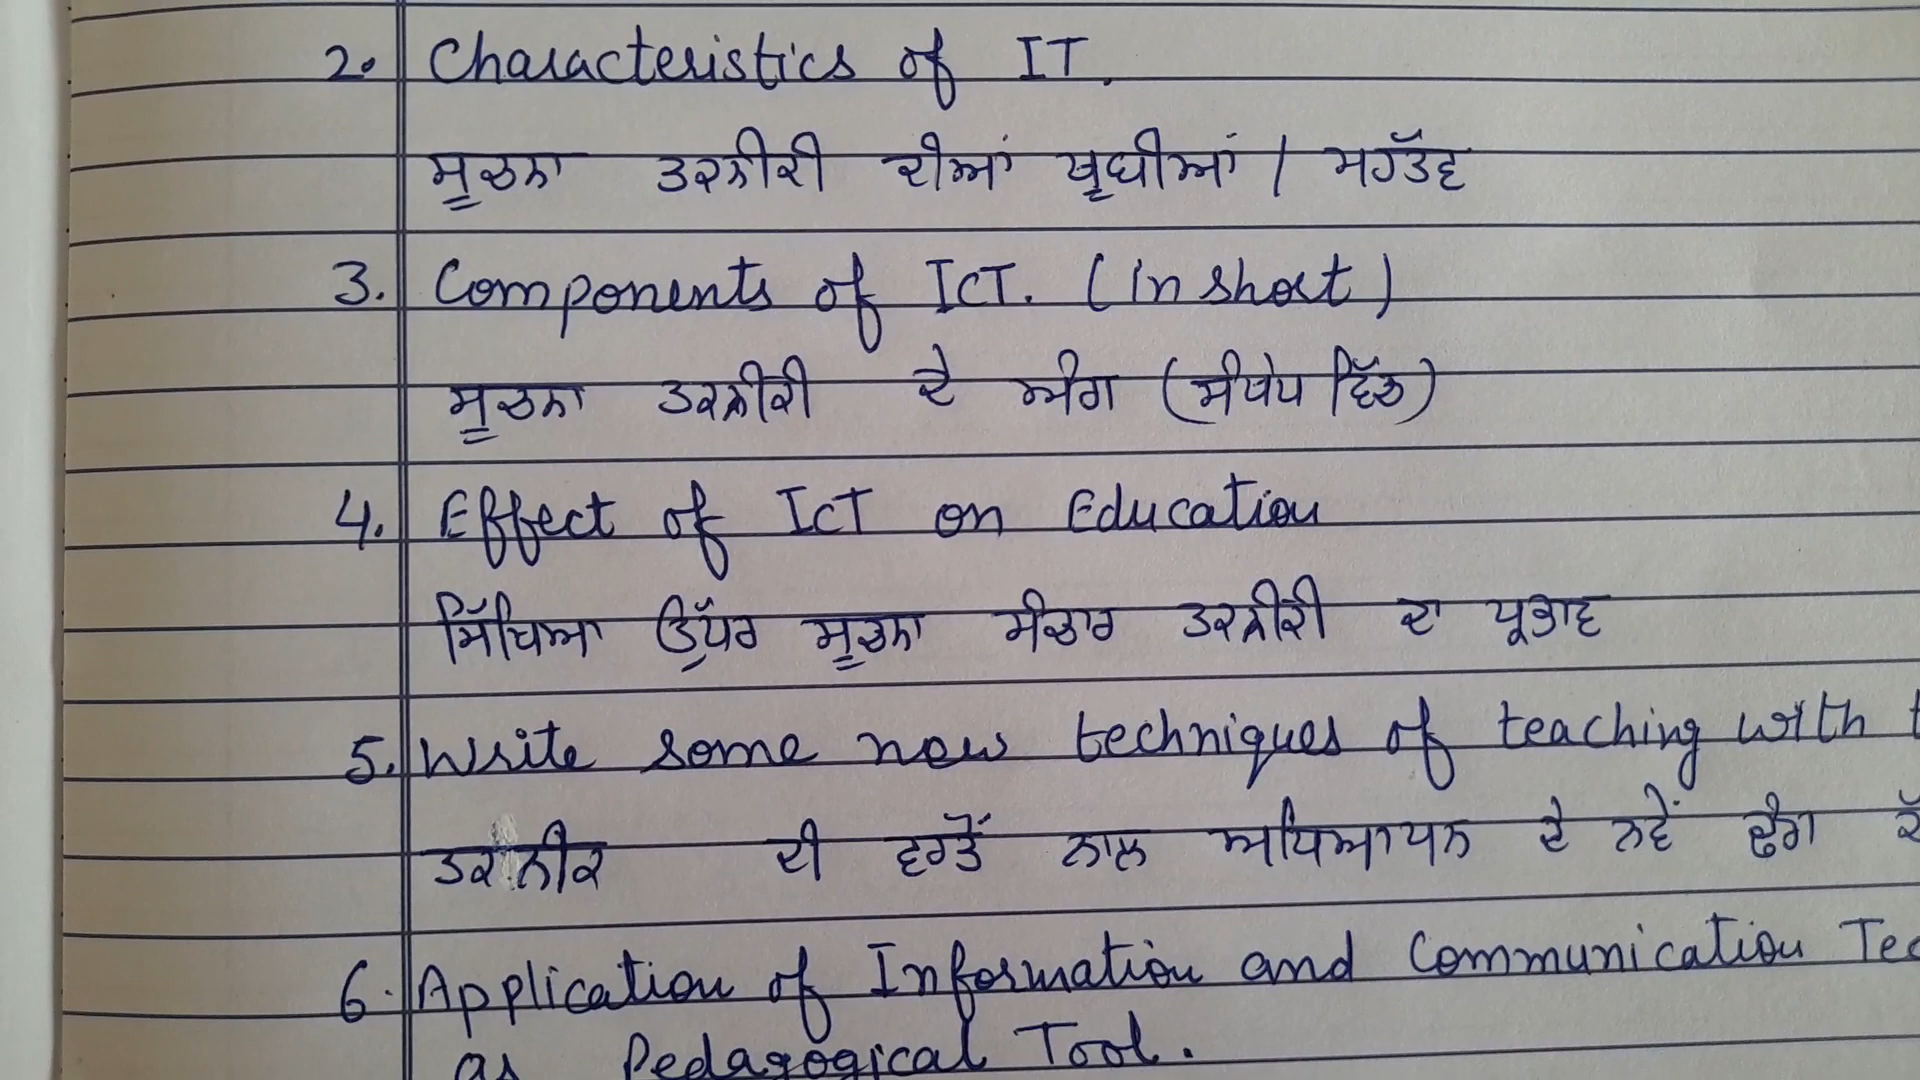 2. Characteristics of IT.
ਸੂਚਨਾ ਤਕਨੀਕੀ ਦੀਆਂ ਖੂਬੀਆਂ / ਮਹੱਤਵ
3. Components of ICT. (in short)
ਸੂਚਨਾ ਤਕਨੀਕੀ ਦੇ ਅੰਗ (ਸੰਖੇਪ ਵਿੱਚ)
4. Effect of ICT on Education
ਸਿੱਖਿਆ ਉੱਪਰ ਸੂਚਨਾ ਸੰਚਾਰ ਤਕਨੀਕੀ ਦਾ ਪ੍ਰਭਾਵ
5. Write some new techniques of teaching with
ਤਕਨੀਕ ਦੀ ਵਰਤੋਂ ਨਾਲ ਅਧਿਆਪਨ ਦੇ ਨਵੇਂ ਢੰਗ
6. Application of Information and Communication Tec
as Pedagogical Tool.